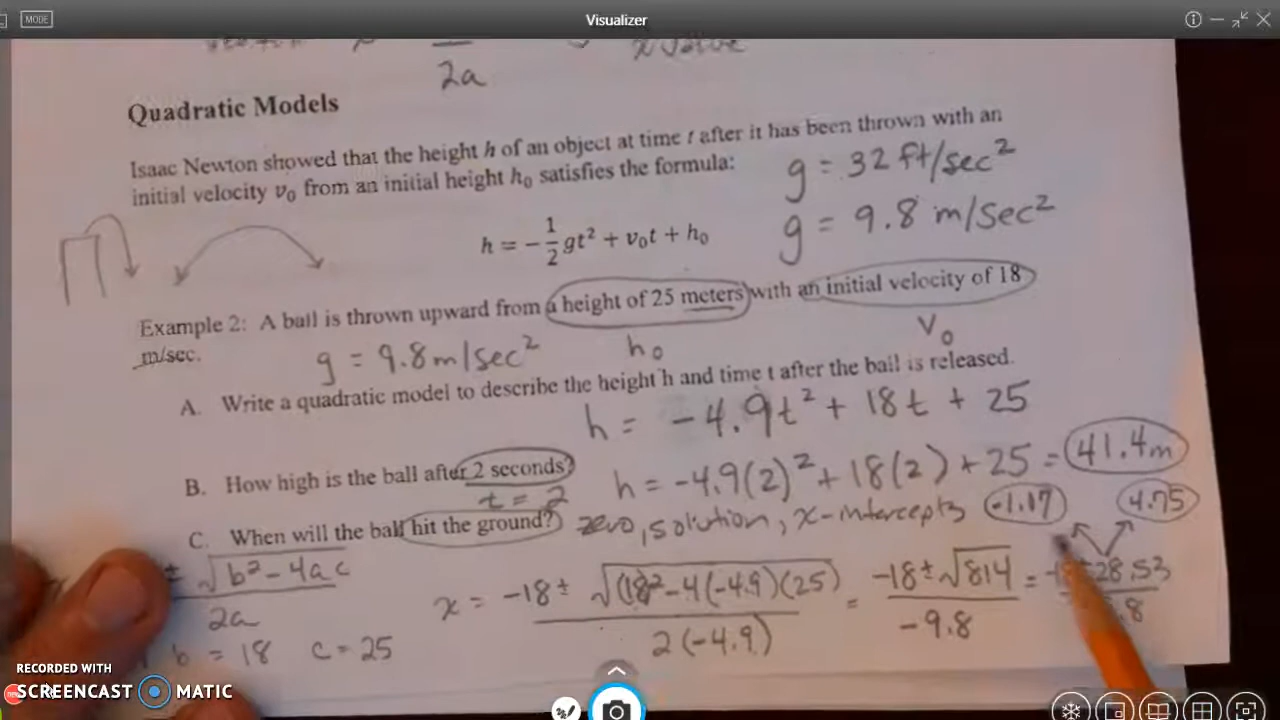 MODE
Visualizer
2a
x value
Quadratic Models
Isaac Newton showed that the height h of an object at time t after it has been thrown with an
initial velocity v₀ from an initial height h₀ satisfies the formula:
g = 32 ft/sec²
h = -1/2gt² + v₀t + h₀
g = 9.8 m/sec²
Example 2: A ball is thrown upward from a height of 25 meters with an initial velocity of 18
m/sec.
g = 9.8m/sec²
h₀
v₀
A. Write a quadratic model to describe the height h and time t after the ball is released.
h = -4.9t² + 18t + 25
B. How high is the ball after 2 seconds?
t = 2
h = -4.9(2)² + 18(2) + 25 = 41.4m
C. When will the ball hit the ground?
zero, solution, x-intercepts
-1.17
4.75
± √b²-4ac
2a
x = -18 ± √(18)²-4(-4.9)(25)
2(-4.9)
= -18 ± √814
-9.8
= 28.53
.8
b = 18 c = 25
RECORDED WITH
SCREENCAST MATIC